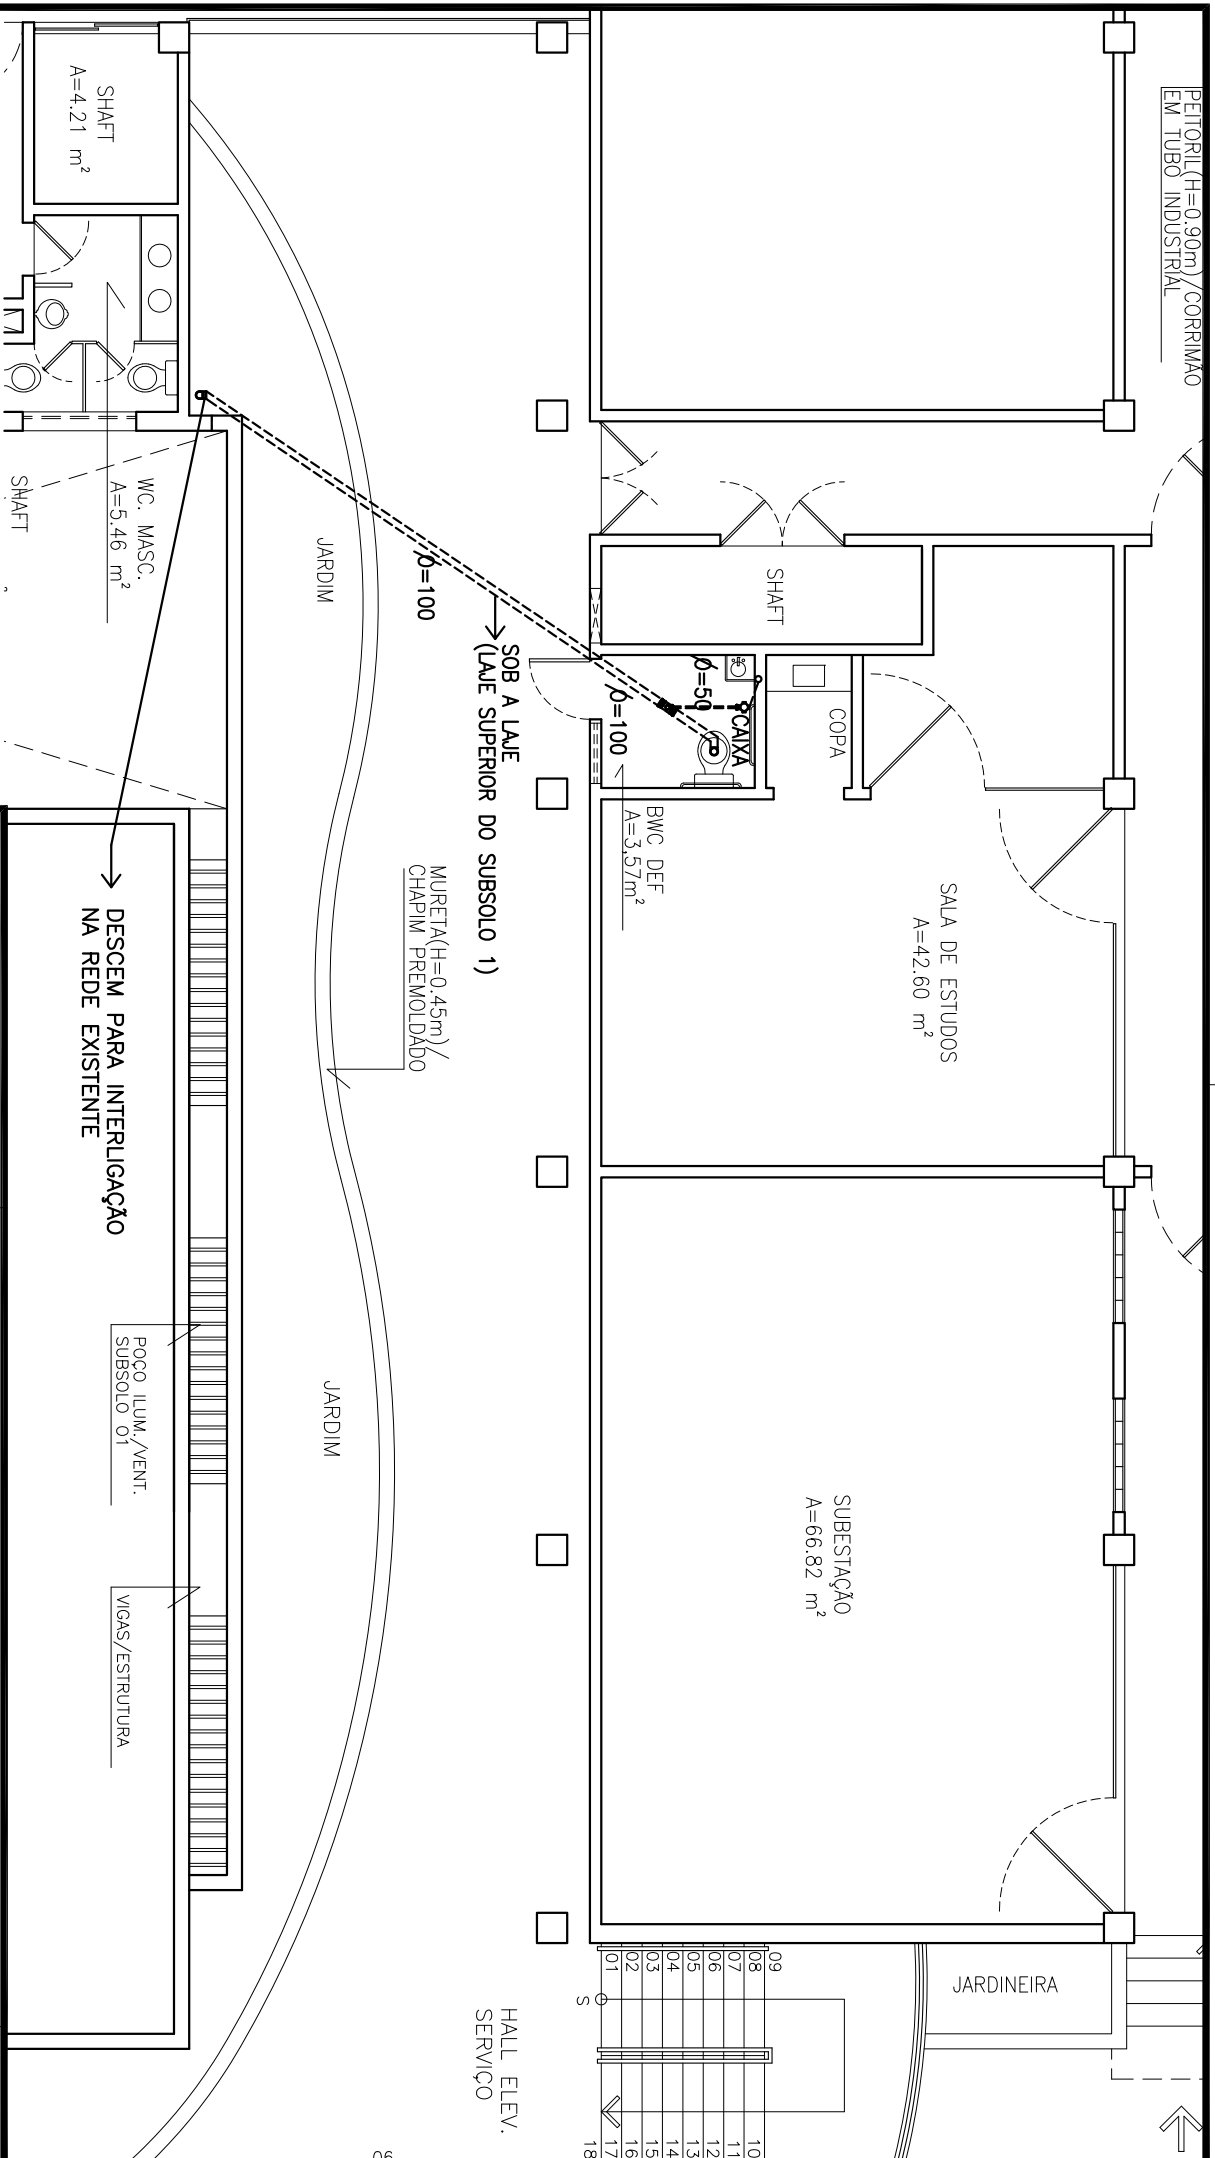 PEITORIL(H=0.90m)/CORRIMÃO
EM TUBO INDUSTRIAL
SHAFT
A=4.21 m²
WC. MASC.
A=5.46 m²
SHAFT
JARDIM
Ø=100
SOB A LAJE
(LAJE SUPERIOR DO SUBSOLO 1)
SHAFT
Ø=50
CAIXA
Ø=100
COPA
BWC DEF
A=3,57m²
SALA DE ESTUDOS
A=42.60 m²
MURETA(H=0.45m)/
CHAPIM PREMOLDADO
DESCEM PARA INTERLIGAÇÃO
NA REDE EXISTENTE
POÇO ILUM./VENT.
SUBSOLO 01
JARDIM
VIGAS/ESTRUTURA
SUBESTAÇÃO
A=66.82 m²
JARDINEIRA
HALL ELEV.
SERVIÇO
S
09
08
07
06
05
04
03
02
01
10
11
12
13
14
15
16
17
18